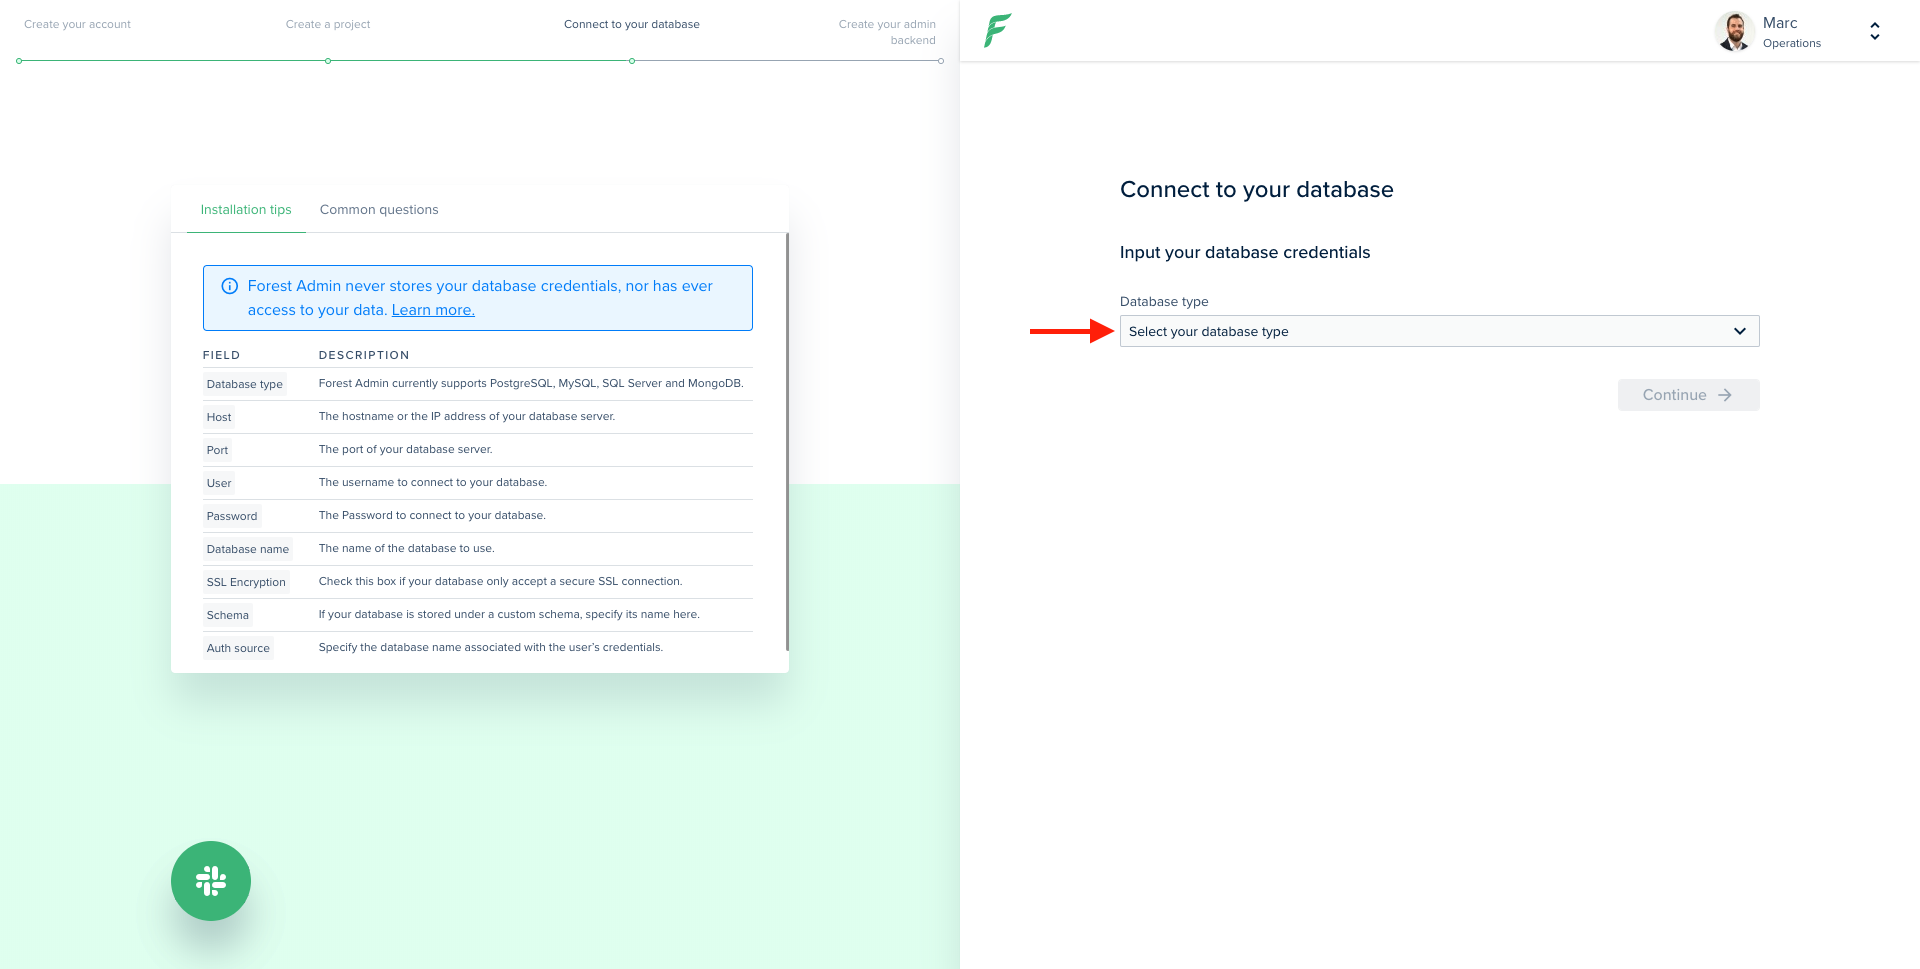 Create your account
Create a project
Connect to your database
Create your admin
backend
Installation tips
Common questions
Forest Admin never stores your database credentials, nor has ever
access to your data. Learn more.
FIELD DESCRIPTION
Database type Forest Admin currently supports PostgreSQL, MySQL, SQL Server and MongoDB.
Host The hostname or the IP address of your database server.
Port The port of your database server.
User The username to connect to your database.
Password The Password to connect to your database.
Database name The name of the database to use.
SSL Encryption Check this box if your database only accept a secure SSL connection.
Schema If your database is stored under a custom schema, specify its name here.
Auth source Specify the database name associated with the user's credentials.
Marc
Operations
Connect to your database
Input your database credentials
Database type
Select your database type
Continue